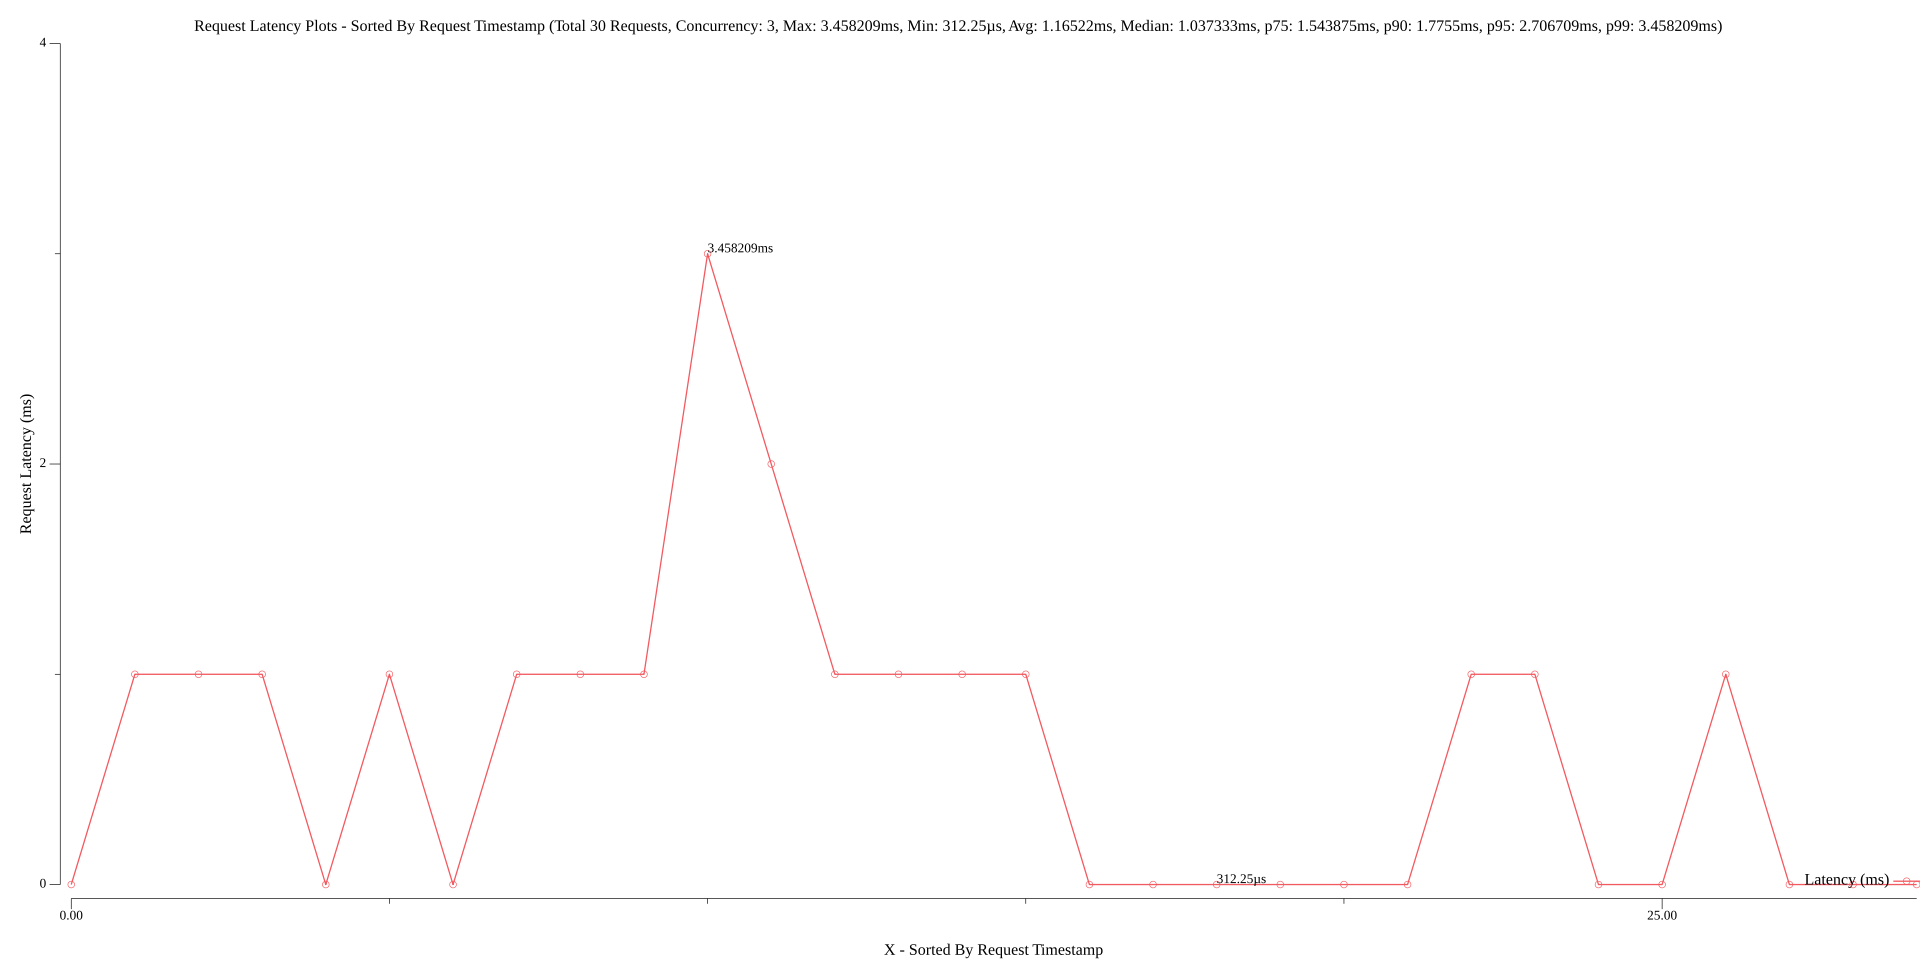 Request Latency Plots - Sorted By Request Timestamp (Total 30 Requests, Concurrency: 3, Max: 3.458209ms, Min: 312.25µs, Avg: 1.16522ms, Median: 1.037333ms, p75: 1.543875ms, p90: 1.7755ms, p95: 2.706709ms, p99: 3.458209ms)
4
3.458209ms
Request Latency (ms)
2
312.25µs
Latency (ms)
0
0.00
25.00
X - Sorted By Request Timestamp